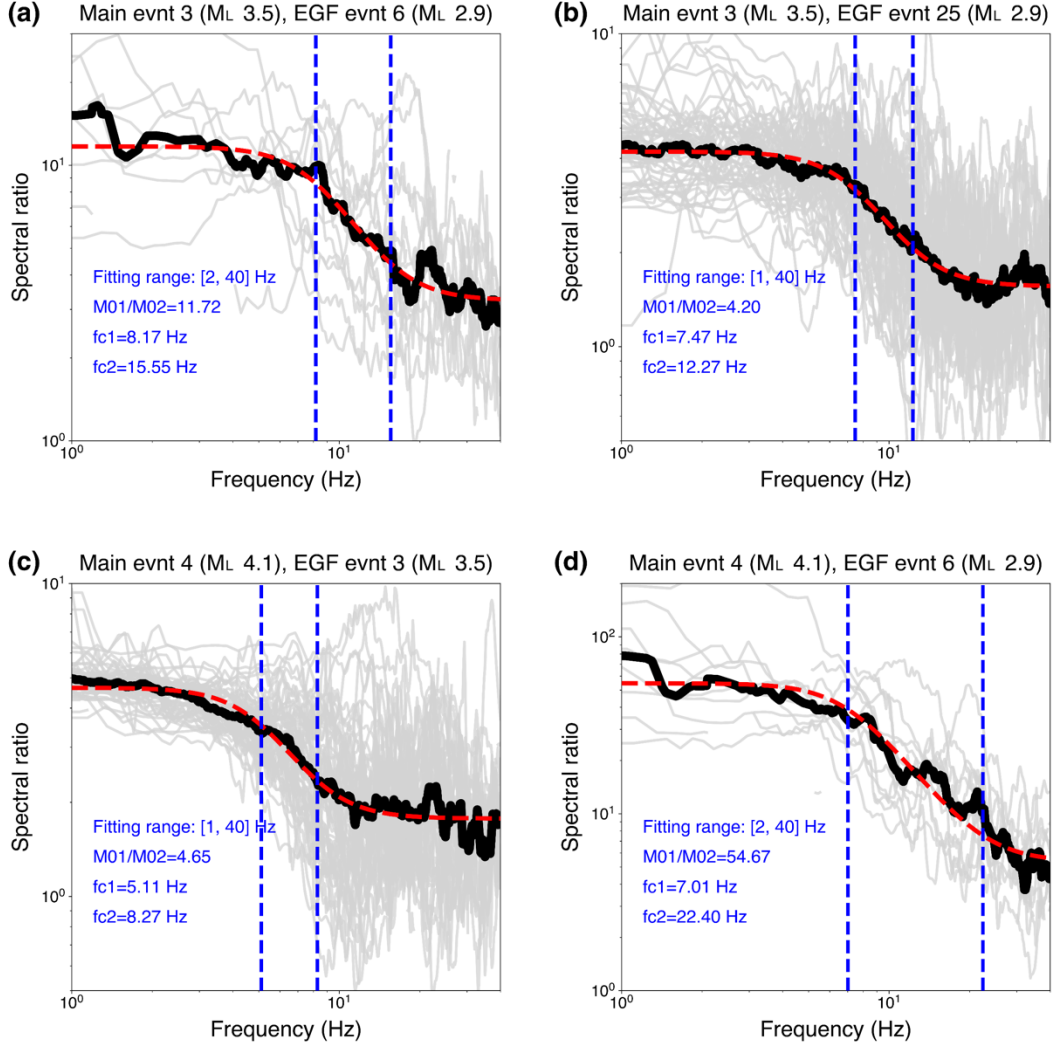 (a) Main evnt 3 (ML 3.5), EGF evnt 6 (ML 2.9)
10¹
10⁰
Spectral ratio
Fitting range: [2, 40] Hz
M01/M02=11.72
fc1=8.17 Hz
fc2=15.55 Hz
10⁰
10¹
Frequency (Hz)
(b) Main evnt 3 (ML 3.5), EGF evnt 25 (ML 2.9)
10¹
10⁰
Spectral ratio
Fitting range: [1, 40] Hz
M01/M02=4.20
fc1=7.47 Hz
fc2=12.27 Hz
10⁰
10¹
Frequency (Hz)
(c) Main evnt 4 (ML 4.1), EGF evnt 3 (ML 3.5)
10¹
10⁰
Spectral ratio
Fitting range: [1, 40] Hz
M01/M02=4.65
fc1=5.11 Hz
fc2=8.27 Hz
10⁰
10¹
Frequency (Hz)
(d) Main evnt 4 (ML 4.1), EGF evnt 6 (ML 2.9)
10²
10¹
10⁰
Spectral ratio
Fitting range: [2, 40] Hz
M01/M02=54.67
fc1=7.01 Hz
fc2=22.40 Hz
10⁰
10¹
Frequency (Hz)